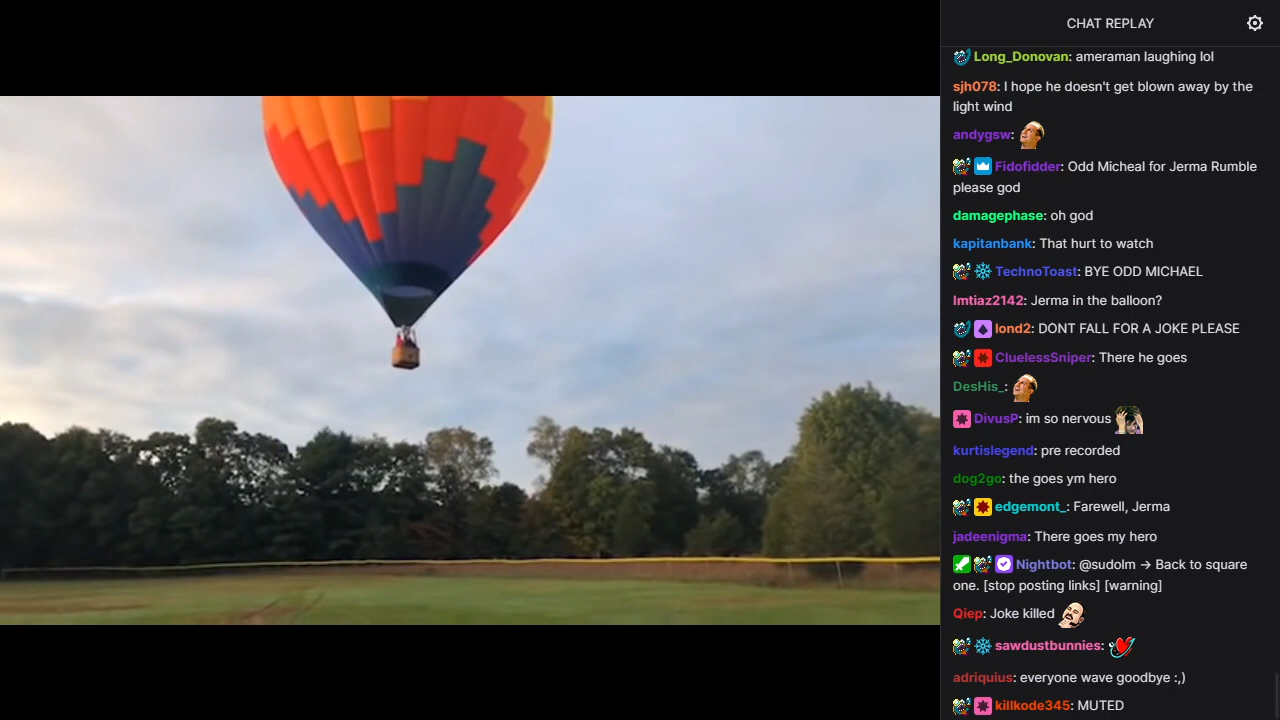 CHAT REPLAY
Long_Donovan: ameraman laughing lol
sjh078: I hope he doesn't get blown away by the
light wind
andygsw:
Fidofidder: Odd Micheal for Jerma Rumble
please god
damagephase: oh god
kapitanbank: That hurt to watch
TechnoToast: BYE ODD MICHAEL
Imtiaz2142: Jerma in the balloon?
lond2: DONT FALL FOR A JOKE PLEASE
CluelessSniper: There he goes
DesHis_:
DivusP: im so nervous
kurtislegend: pre recorded
dog2go: the goes ym hero
edgemont_: Farewell, Jerma
jadeenigma: There goes my hero
Nightbot: @sudolm -> Back to square
one. [stop posting links] [warning]
Qiep: Joke killed
sawdustbunnies:
adriquius: everyone wave goodbye :,)
killkode345: MUTED